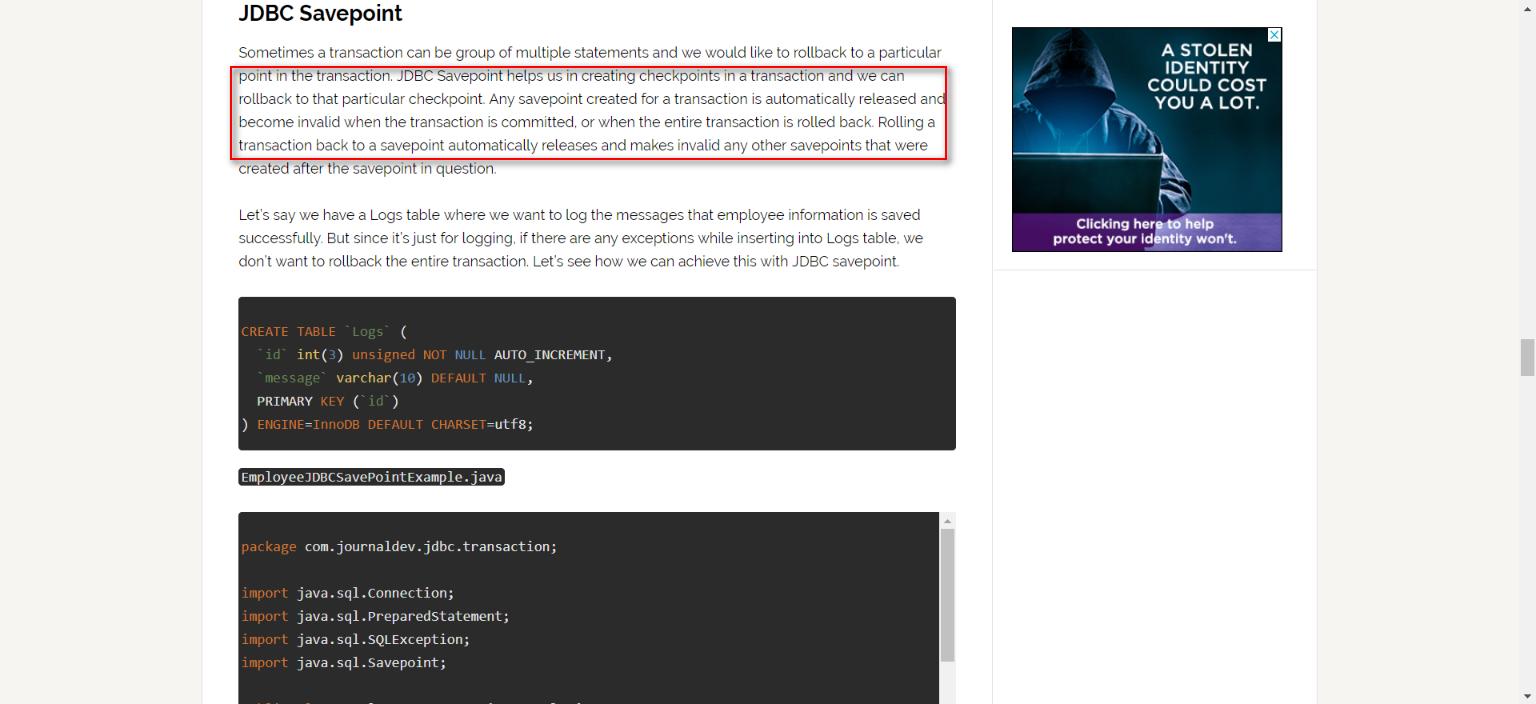 JDBC Savepoint
Sometimes a transaction can be group of multiple statements and we would like to rollback to a particular
point in the transaction. JDBC Savepoint helps us in creating checkpoints in a transaction and we can
rollback to that particular checkpoint. Any savepoint created for a transaction is automatically released and
become invalid when the transaction is committed, or when the entire transaction is rolled back. Rolling a
transaction back to a savepoint automatically releases and makes invalid any other savepoints that were
created after the savepoint in question.
Let’s say we have a Logs table where we want to log the messages that employee information is saved
successfully. But since it’s just for logging, if there are any exceptions while inserting into Logs table, we
don’t want to rollback the entire transaction. Let’s see how we can achieve this with JDBC savepoint.
CREATE TABLE `Logs` (
  `id` int(3) unsigned NOT NULL AUTO_INCREMENT,
  `message` varchar(10) DEFAULT NULL,
  PRIMARY KEY (`id`)
) ENGINE=InnoDB DEFAULT CHARSET=utf8;
EmployeeJDBCSavePointExample.java
package com.journaldev.jdbc.transaction;
import java.sql.Connection;
import java.sql.PreparedStatement;
import java.sql.SQLException;
import java.sql.Savepoint;
A STOLEN
IDENTITY
COULD COST
YOU A LOT.
Clicking here to help
protect your identity won't.